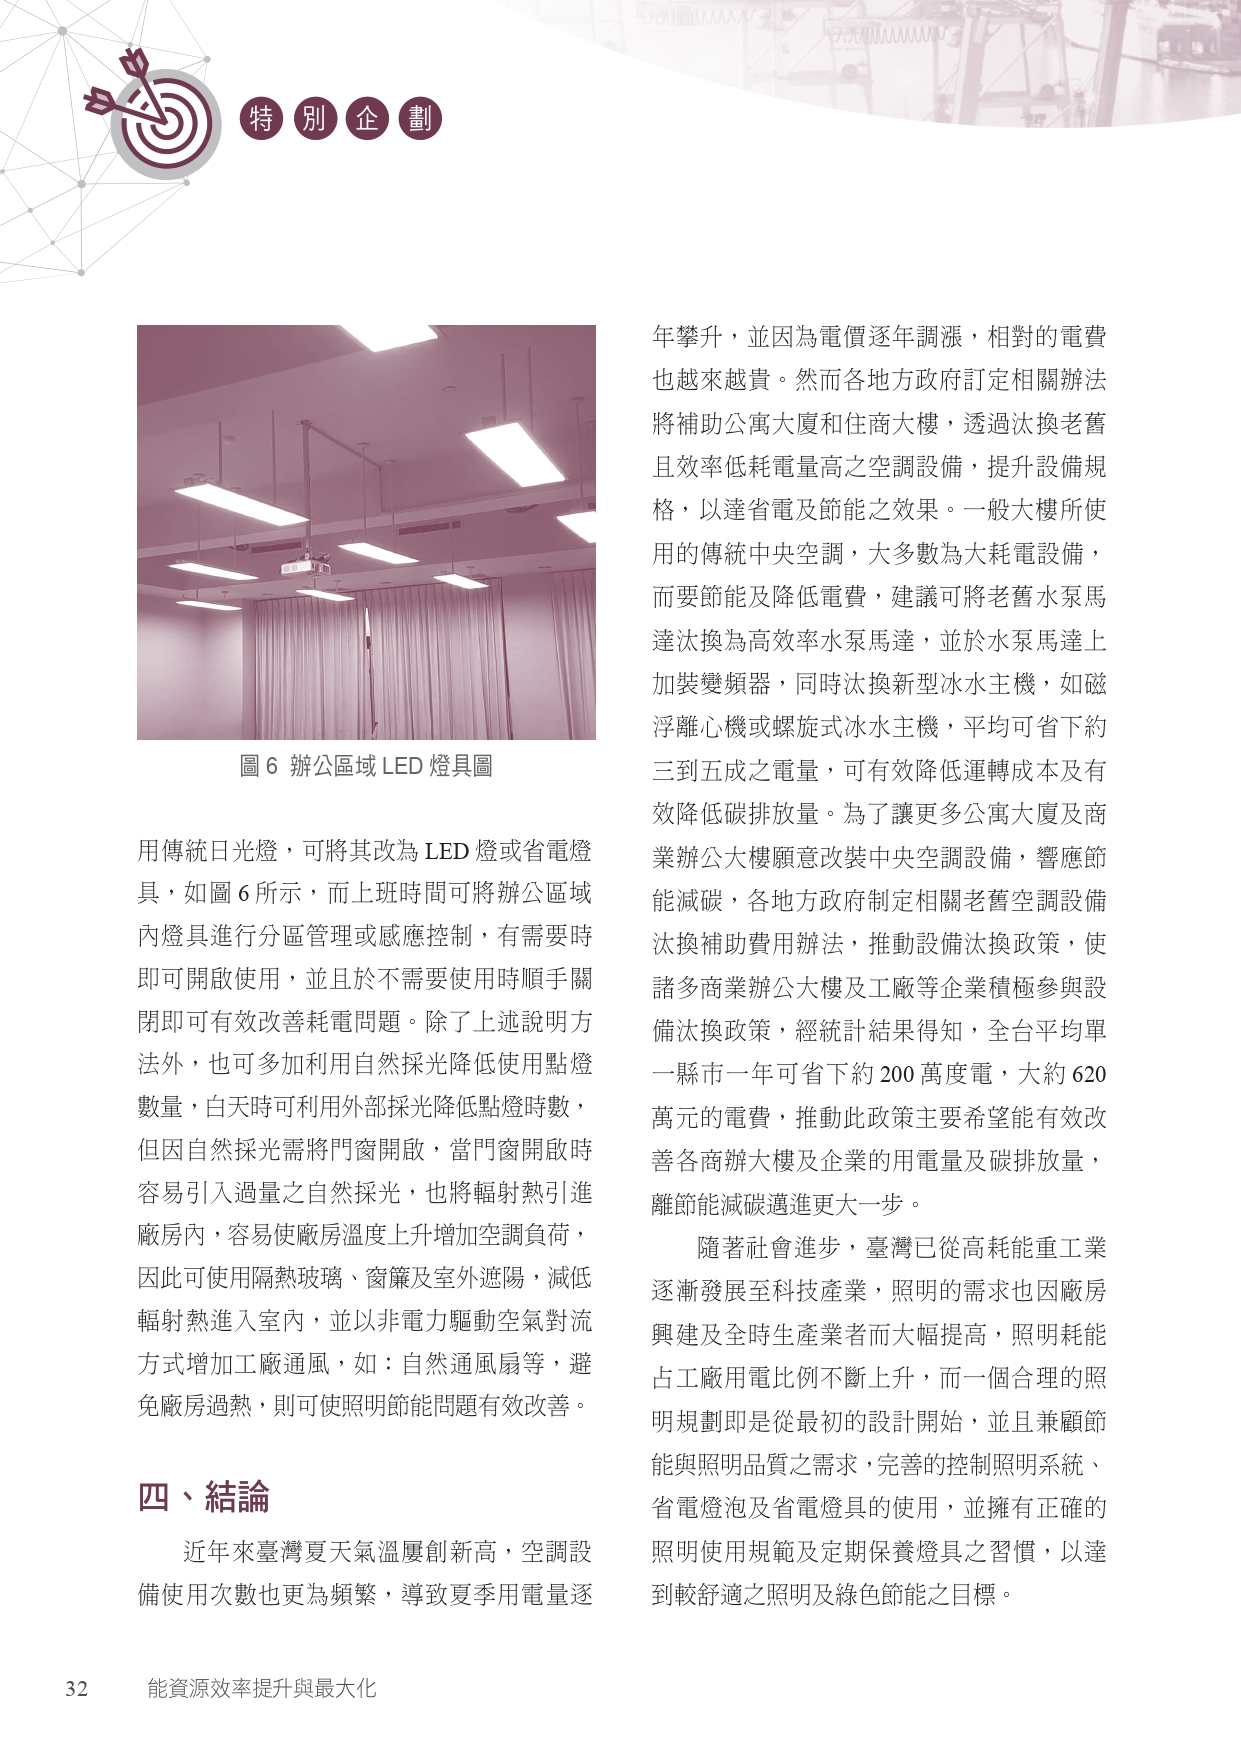 特別企劃
圖 6 辦公區域 LED 燈具圖
用傳統日光燈，可將其改為 LED 燈或省電燈
具，如圖 6 所示，而上班時間可將辦公區域
內燈具進行分區管理或感應控制，有需要時
即可開啟使用，並且於不需要使用時順手關
閉即可有效改善耗電問題。除了上述說明方
法外，也可多加利用自然採光降低使用點燈
數量，白天時可利用外部採光降低點燈時數，
但因自然採光需將門窗開啟，當門窗開啟時
容易引入過量之自然採光，也將輻射熱引進
廠房內，容易使廠房溫度上升增加空調負荷，
因此可使用隔熱玻璃、窗簾及室外遮陽，減低
輻射熱進入室內，並以非電力驅動空氣對流
方式增加工廠通風，如：自然通風扇等，避
免廠房過熱，則可使照明節能問題有效改善。
四、結論
近年來臺灣夏天氣溫屢創新高，空調設
備使用次數也更為頻繁，導致夏季用電量逐
年攀升，並因為電價逐年調漲，相對的電費
也越來越貴。然而各地方政府訂定相關辦法
將補助公寓大廈和住商大樓，透過汰換老舊
且效率低耗電量高之空調設備，提升設備規
格，以達省電及節能之效果。一般大樓所使
用的傳統中央空調，大多數為大耗電設備，
而要節能及降低電費，建議可將老舊水泵馬
達汰換為高效率水泵馬達，並於水泵馬達上
加裝變頻器，同時汰換新型冰水主機，如磁
浮離心機或螺旋式冰水主機，平均可省下約
三到五成之電量，可有效降低運轉成本及有
效降低碳排放量。為了讓更多公寓大廈及商
業辦公大樓願意改裝中央空調設備，響應節
能減碳，各地方政府制定相關老舊空調設備
汰換補助費用辦法，推動設備汰換政策，使
諸多商業辦公大樓及工廠等企業積極參與設
備汰換政策，經統計結果得知，全台平均單
一縣市一年可省下約 200 萬度電，大約 620
萬元的電費，推動此政策主要希望能有效改
善各商辦大樓及企業的用電量及碳排放量，
離節能減碳邁進更大一步。
隨著社會進步，臺灣已從高耗能重工業
逐漸發展至科技產業，照明的需求也因廠房
興建及全時生產業者而大幅提高，照明耗能
占工廠用電比例不斷上升，而一個合理的照
明規劃即是從最初的設計開始，並且兼顧節
能與照明品質之需求，完善的控制照明系統、
省電燈泡及省電燈具的使用，並擁有正確的
照明使用規範及定期保養燈具之習慣，以達
到較舒適之照明及綠色節能之目標。
32 能資源效率提升與最大化